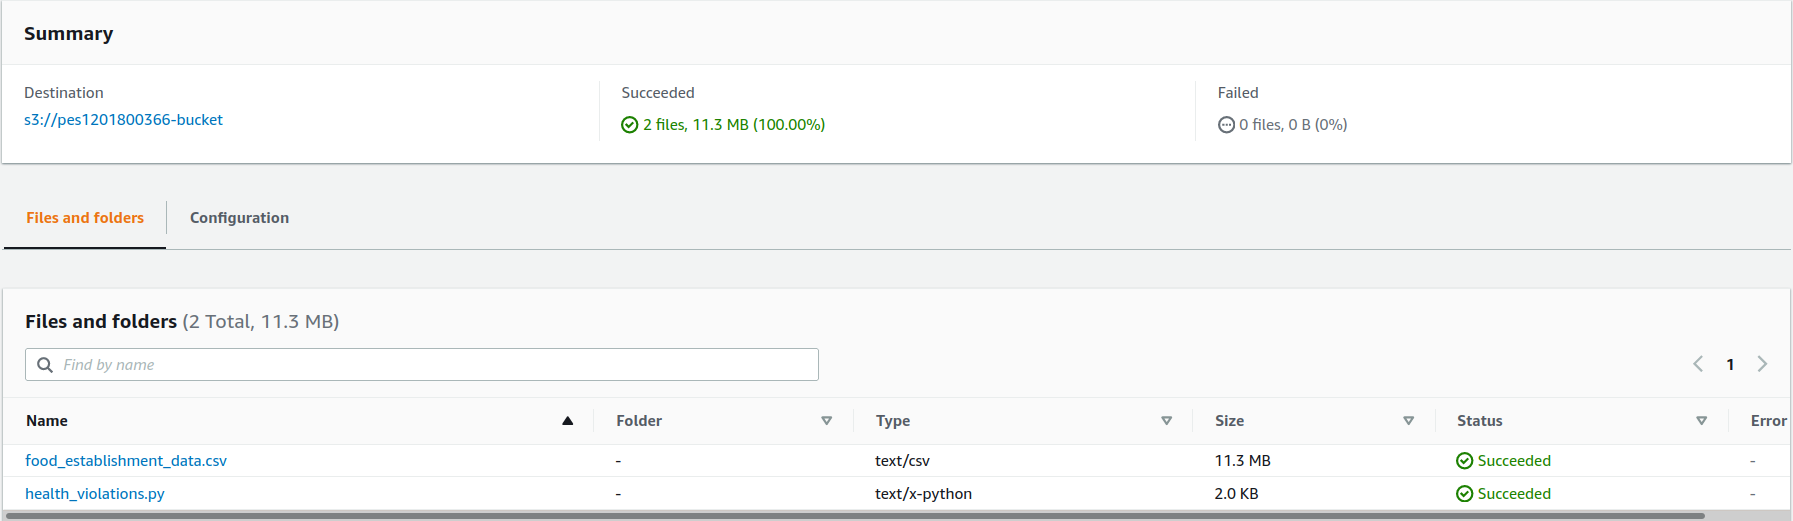 Summary
Destination
Succeeded
Failed
s3://pes1201800366-bucket
2 files, 11.3 MB (100.00%)
0 files, 0 B (0%)
Files and folders
Configuration
Files and folders (2 Total, 11.3 MB)
Find by name
1
Name Folder Type Size Status Error
food_establishment_data.csv - text/csv 11.3 MB Succeeded -
health_violations.py - text/x-python 2.0 KB Succeeded -